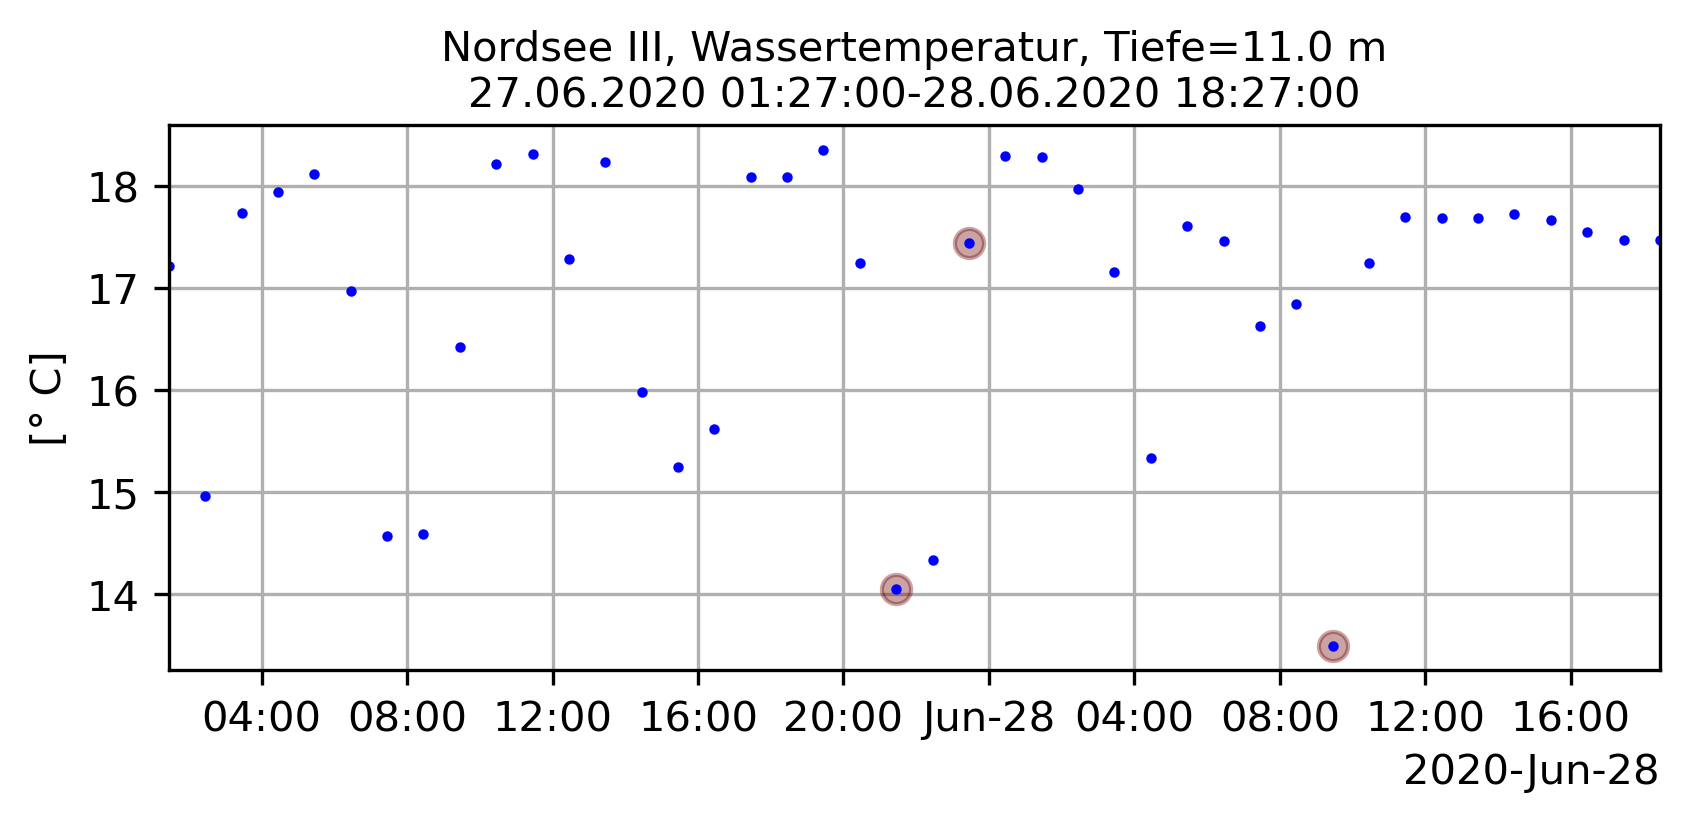 Nordsee III, Wassertemperatur, Tiefe=11.0 m
27.06.2020 01:27:00-28.06.2020 18:27:00
[° C]
18
17
16
15
14
04:00 08:00 12:00 16:00 20:00 Jun-28 04:00 08:00 12:00 16:00
2020-Jun-28